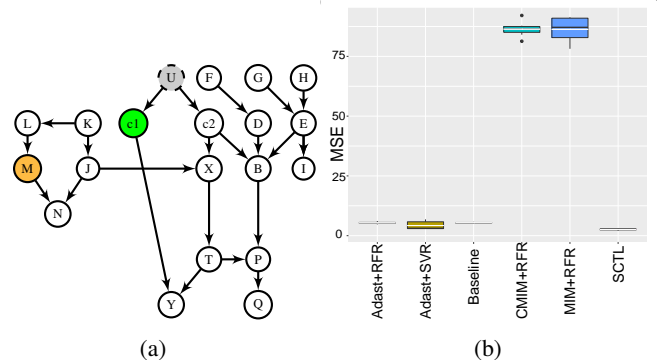 U F G H
L K c1 c2 D E
M J X B I
N
T P
Y Q
(a)
MSE
75
50
25
0
Adast+RFR
Adast+SVR
Baseline
CMIM+RFR
MIM+RFR
SCTL
(b)